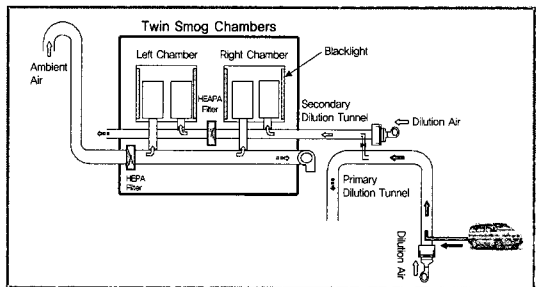 Twin Smog Chambers
Left Chamber
Right Chamber
Blacklight
Ambient
Air
HEAPA
Filter
Secondary
Dilution Tunnel
Dilution Air
HEPA
Filter
Primary
Dilution Tunnel
Dilution Air